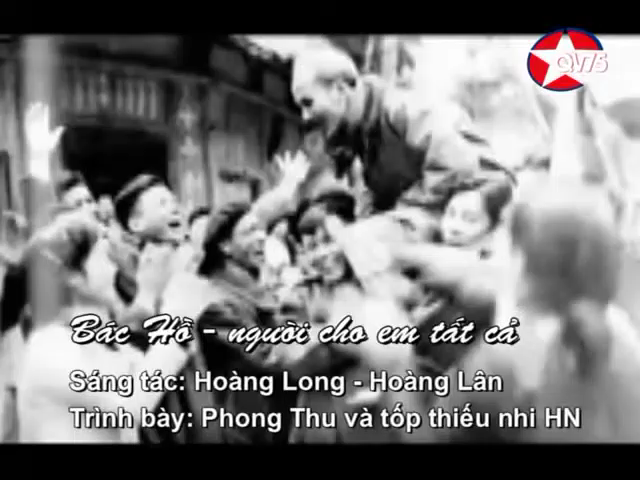 QV75
Bác Hồ - người cho em tất cả
Sáng tác: Hoàng Long - Hoàng Lân
Trình bày: Phong Thu và tốp thiếu nhi HN